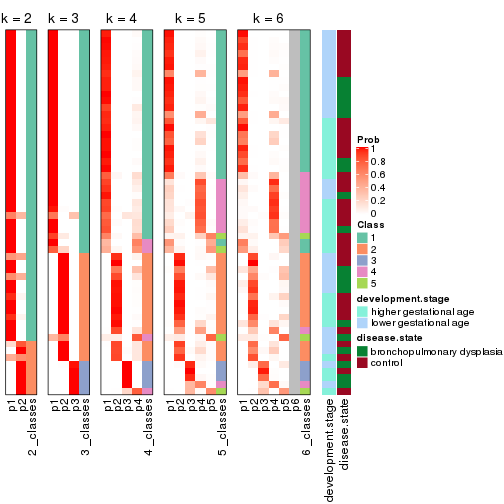 k = 2 k = 3 k = 4 k = 5 k = 6
Prob
1
0.8
0.6
0.4
0.2
0
Class
1
2
3
4
5
development.stage
higher gestational age
lower gestational age
disease.state
bronchopulmonary dysplasia
control
p1 p2 2_classes p1 p2 p3 3_classes p1 p2 p3 p4 4_classes p1 p2 p3 p4 p5 5_classes p1 p2 p3 p4 p5 p6 6_classes development.stage disease.state